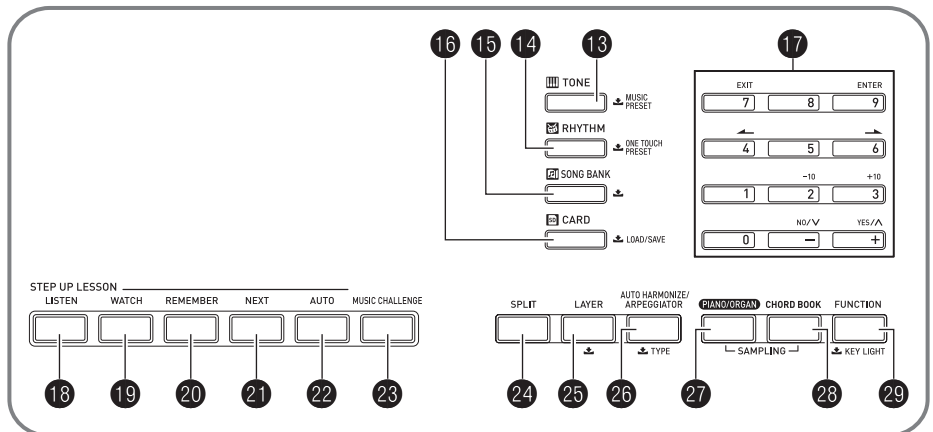 16 15 14 13 17
TONE
MUSIC
PRESET
RHYTHM
ONE TOUCH
PRESET
SONG BANK
CARD
LOAD/SAVE
EXIT ENTER
7 8 9
4 5 6
-10 +10
1 2 3
NO/∨ YES/∧
0 − +
STEP UP LESSON
LISTEN WATCH REMEMBER NEXT AUTO MUSIC CHALLENGE
18 19 20 21 22 23
SPLIT LAYER AUTO HARMONIZE/
ARPEGGIATOR PIANO/ORGAN CHORD BOOK FUNCTION
TYPE SAMPLING KEY LIGHT
24 25 26 27 28 29